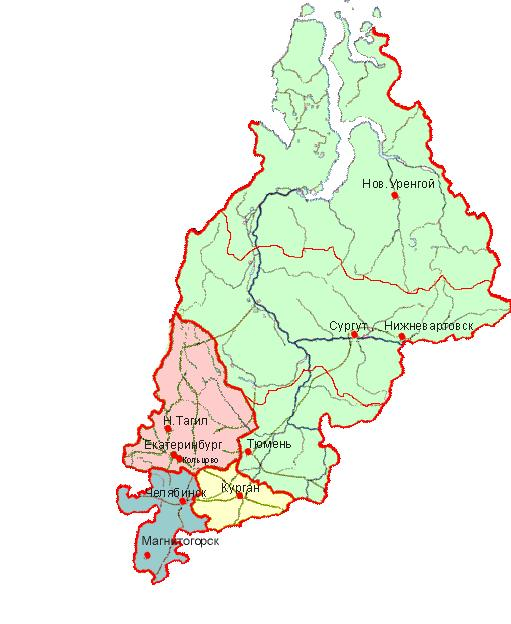 Нов.Уренгой
Сургут
Нижневартовск
Н.Тагил
Екатеринбург
Кольцово
Тюмень
Челябинск
Курган
Магнитогорск